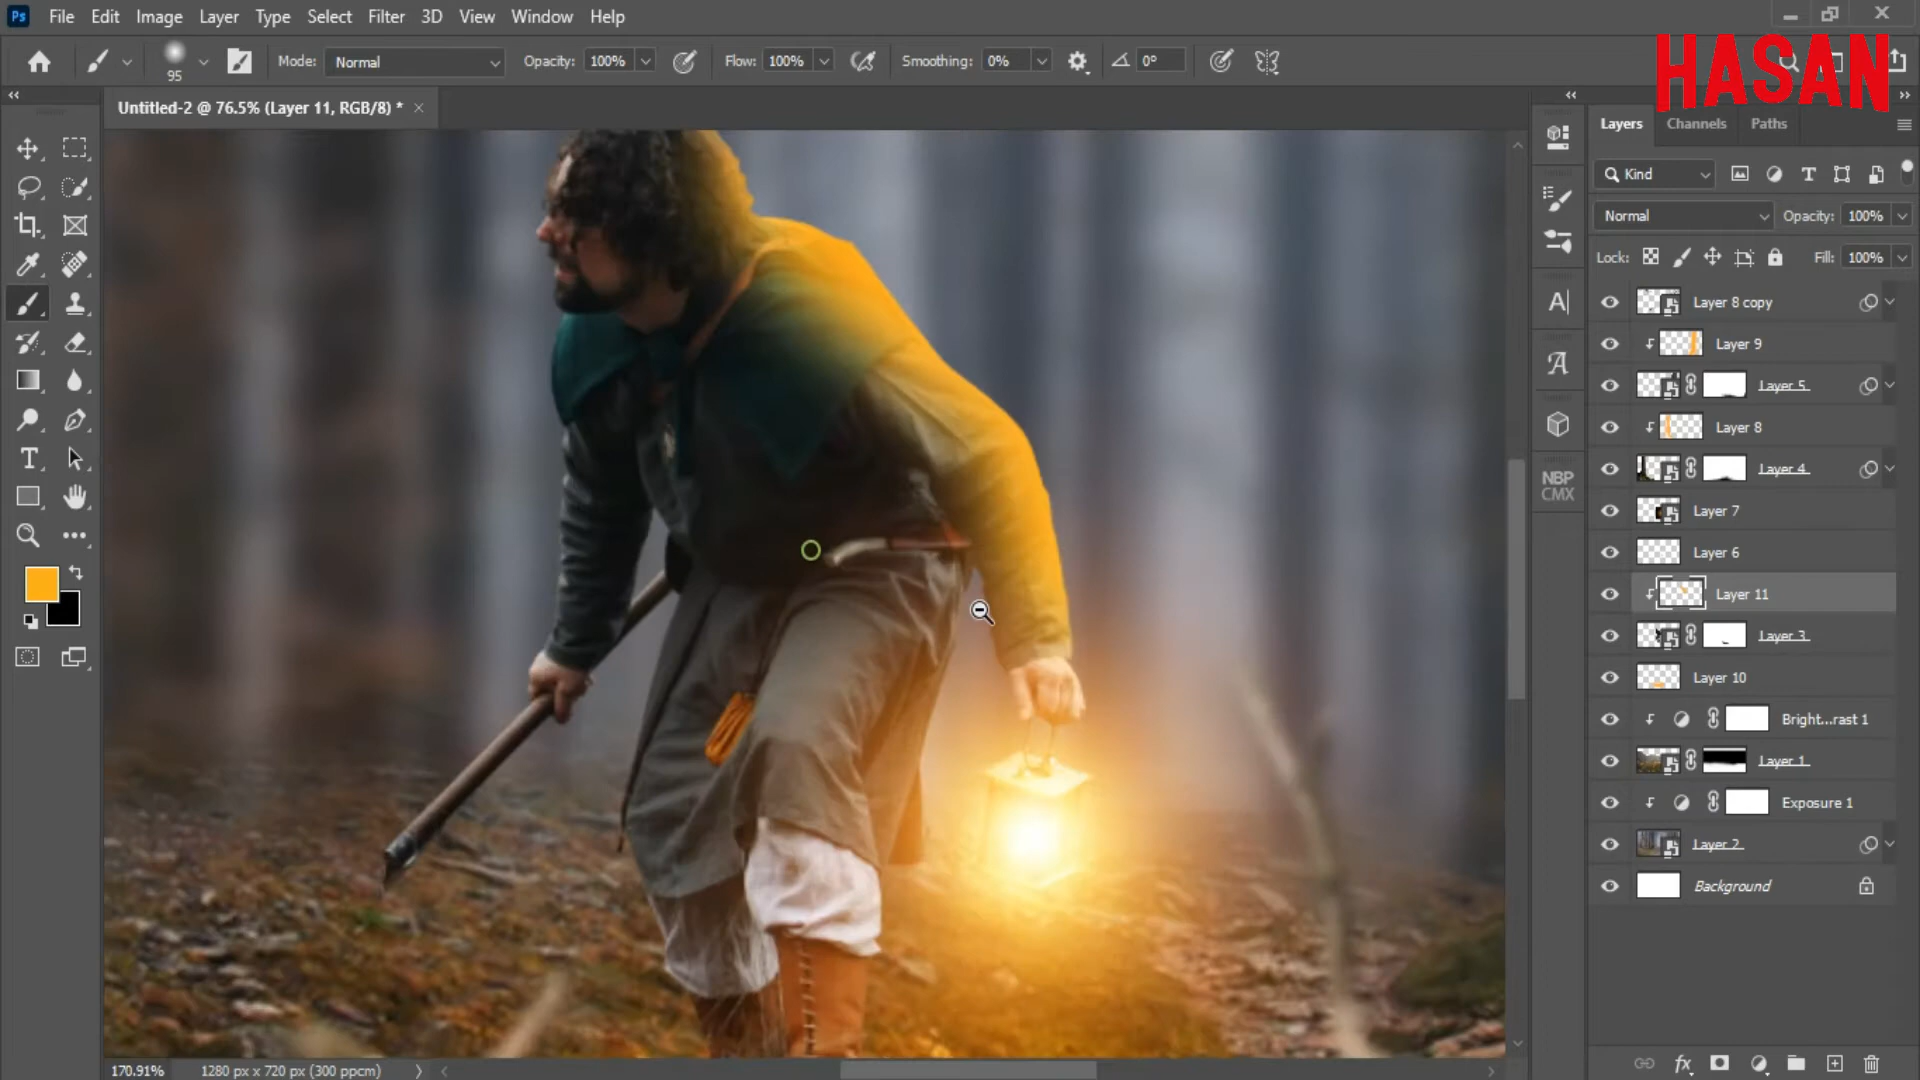 Ps File Edit Image Layer Type Select Filter 3D View Window Help
95 Mode: Normal Opacity: 100% Flow: 100% Smoothing: 0% 0°
HASAN
Untitled-2 @ 76.5% (Layer 11, RGB/8) *
Layers Channels Paths
Kind
Normal Opacity: 100%
Lock: Fill: 100%
Layer 8 copy
Layer 9
Layer 5
Layer 8
Layer 4
Layer 7
Layer 6
Layer 11
Layer 3
Layer 10
Bright...rast 1
Layer 1
Exposure 1
Layer 2
Background
NBP
CMX
170.91% 1280 px x 720 px (300 ppcm)
fx